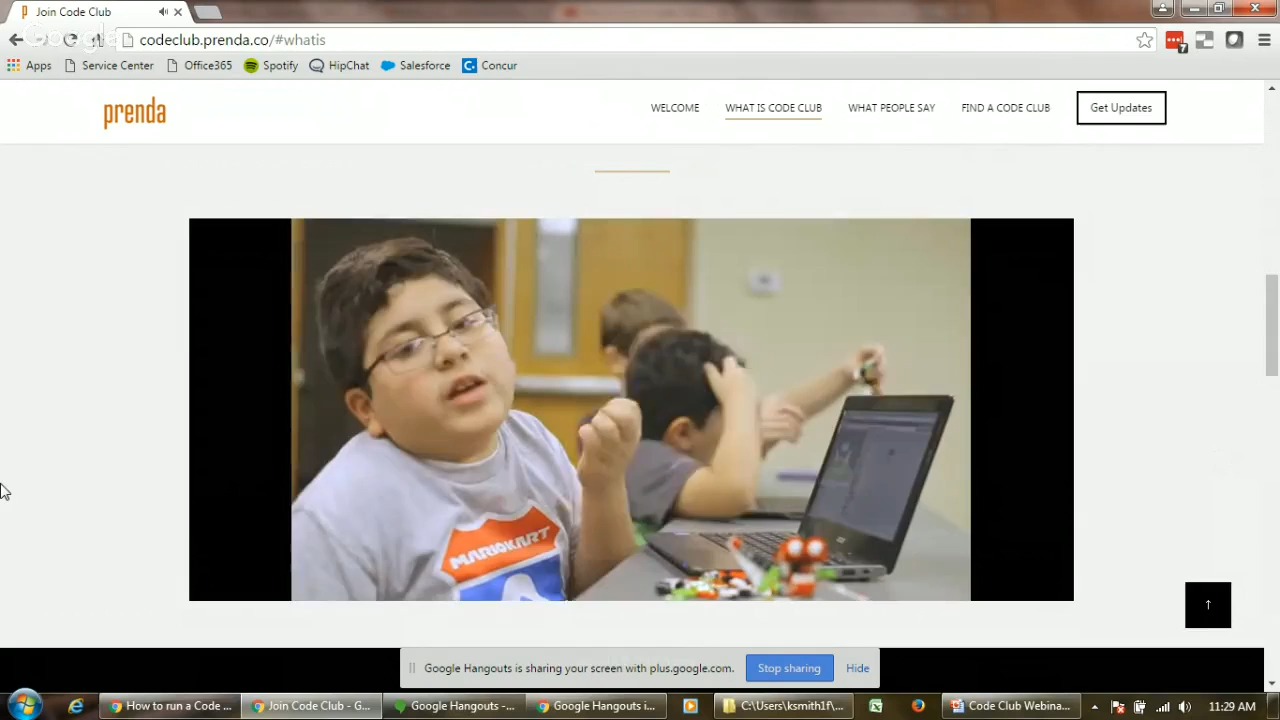 Join Code Club
Google
codeclub.prenda.co/#whatis
7
Apps Service Center Office365 Spotify HipChat Salesforce Concur
prenda WELCOME WHAT IS CODE CLUB WHAT PEOPLE SAY FIND A CODE CLUB Get Updates
MARIOKART
↑
Google Hangouts is sharing your screen with plus.google.com. Stop sharing Hide
How to run a Code ... Join Code Club - G... Google Hangouts -... Google Hangouts i... C:\Users\ksmith1f\... Code Club Webina... 11:29 AM